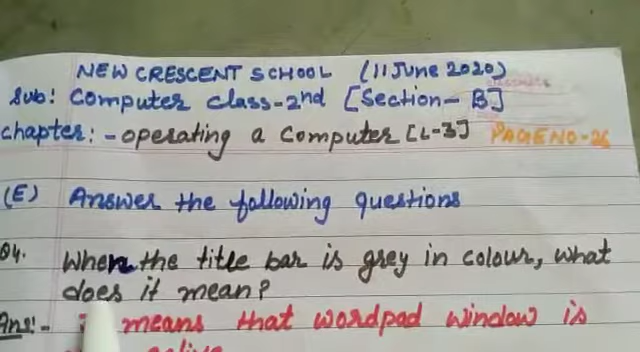 NEW CRESCENT SCHOOL (11 June 2020)
Sub: Computer class-2nd [Section-B]
chapter:- operating a Computer [L-3] PAGE NO-26
(E) Answer the following questions
Q4. When the title bar is grey in colour, what
does it mean?
Ans:- means that wordpad window is